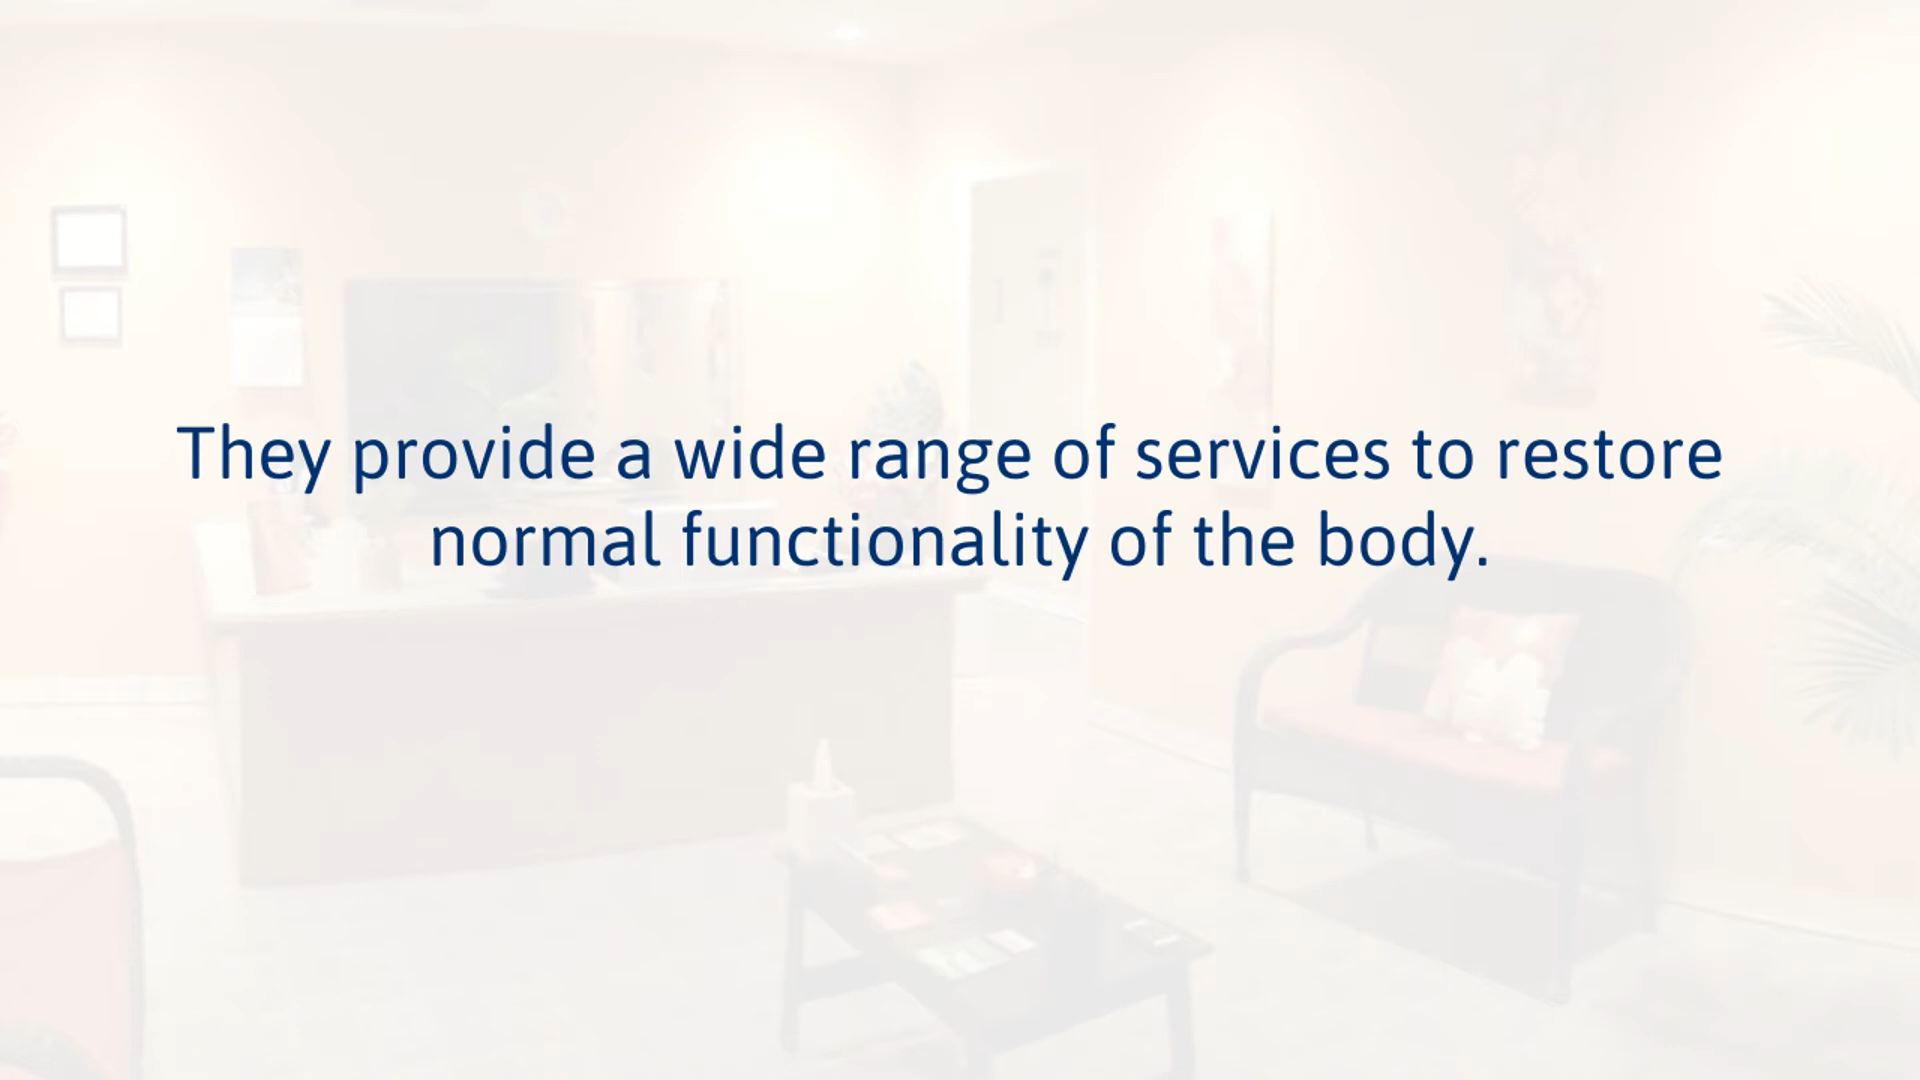 They provide a wide range of services to restore
normal functionality of the body.